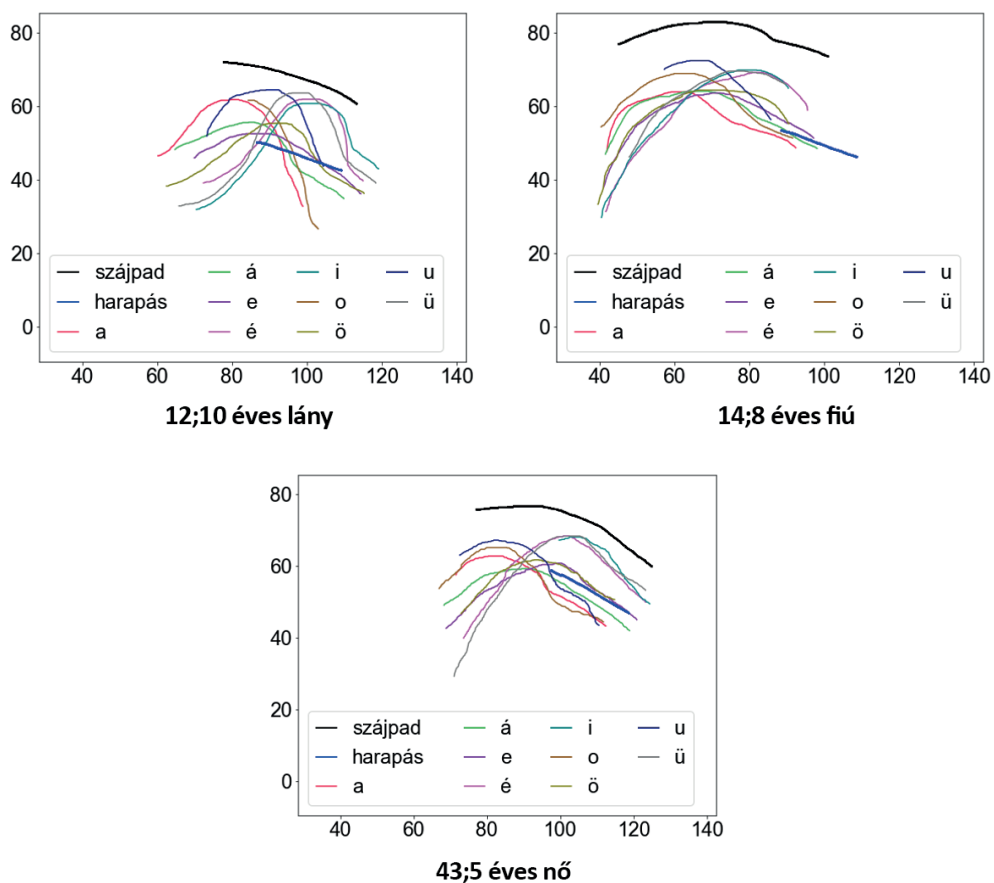 80
60
40
20
0
szájpad á i u
harapás e o ü
a é ö
40 60 80 100 120 140
12;10 éves lány
80
60
40
20
0
szájpad á i u
harapás e o ü
a é ö
40 60 80 100 120 140
14;8 éves fiú
80
60
40
20
0
szájpad á i u
harapás e o ü
a é ö
40 60 80 100 120 140
43;5 éves nő